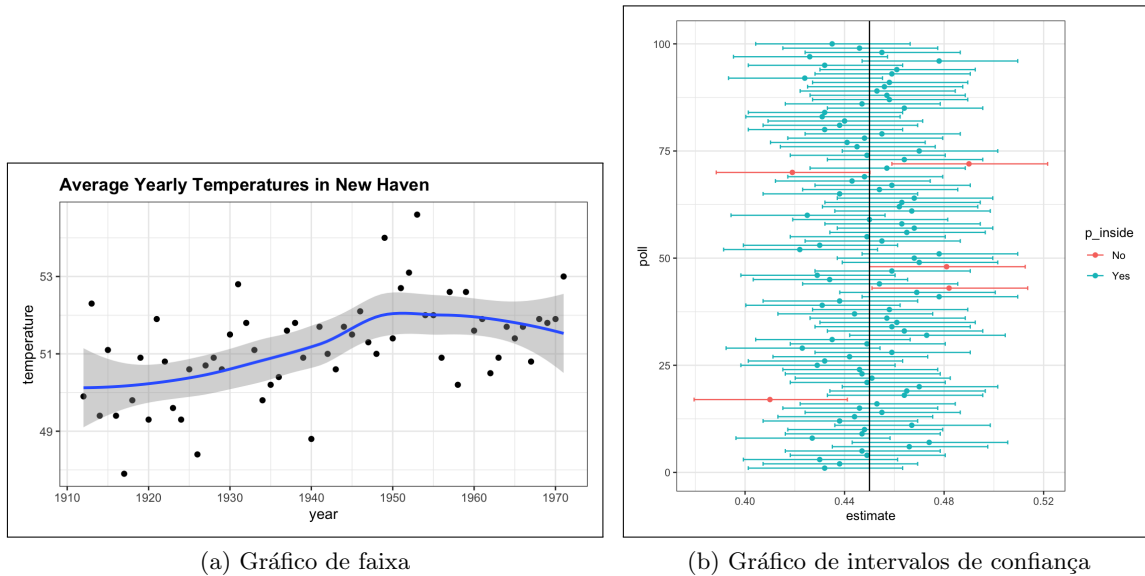 Average Yearly Temperatures in New Haven
temperature
53
51
49
1910 1920 1930 1940 1950 1960 1970
year
(a) Gráfico de faixa
poll
100
75
50
25
0
0.40 0.44 0.48 0.52
estimate
p_inside
No
Yes
(b) Gráfico de intervalos de confiança